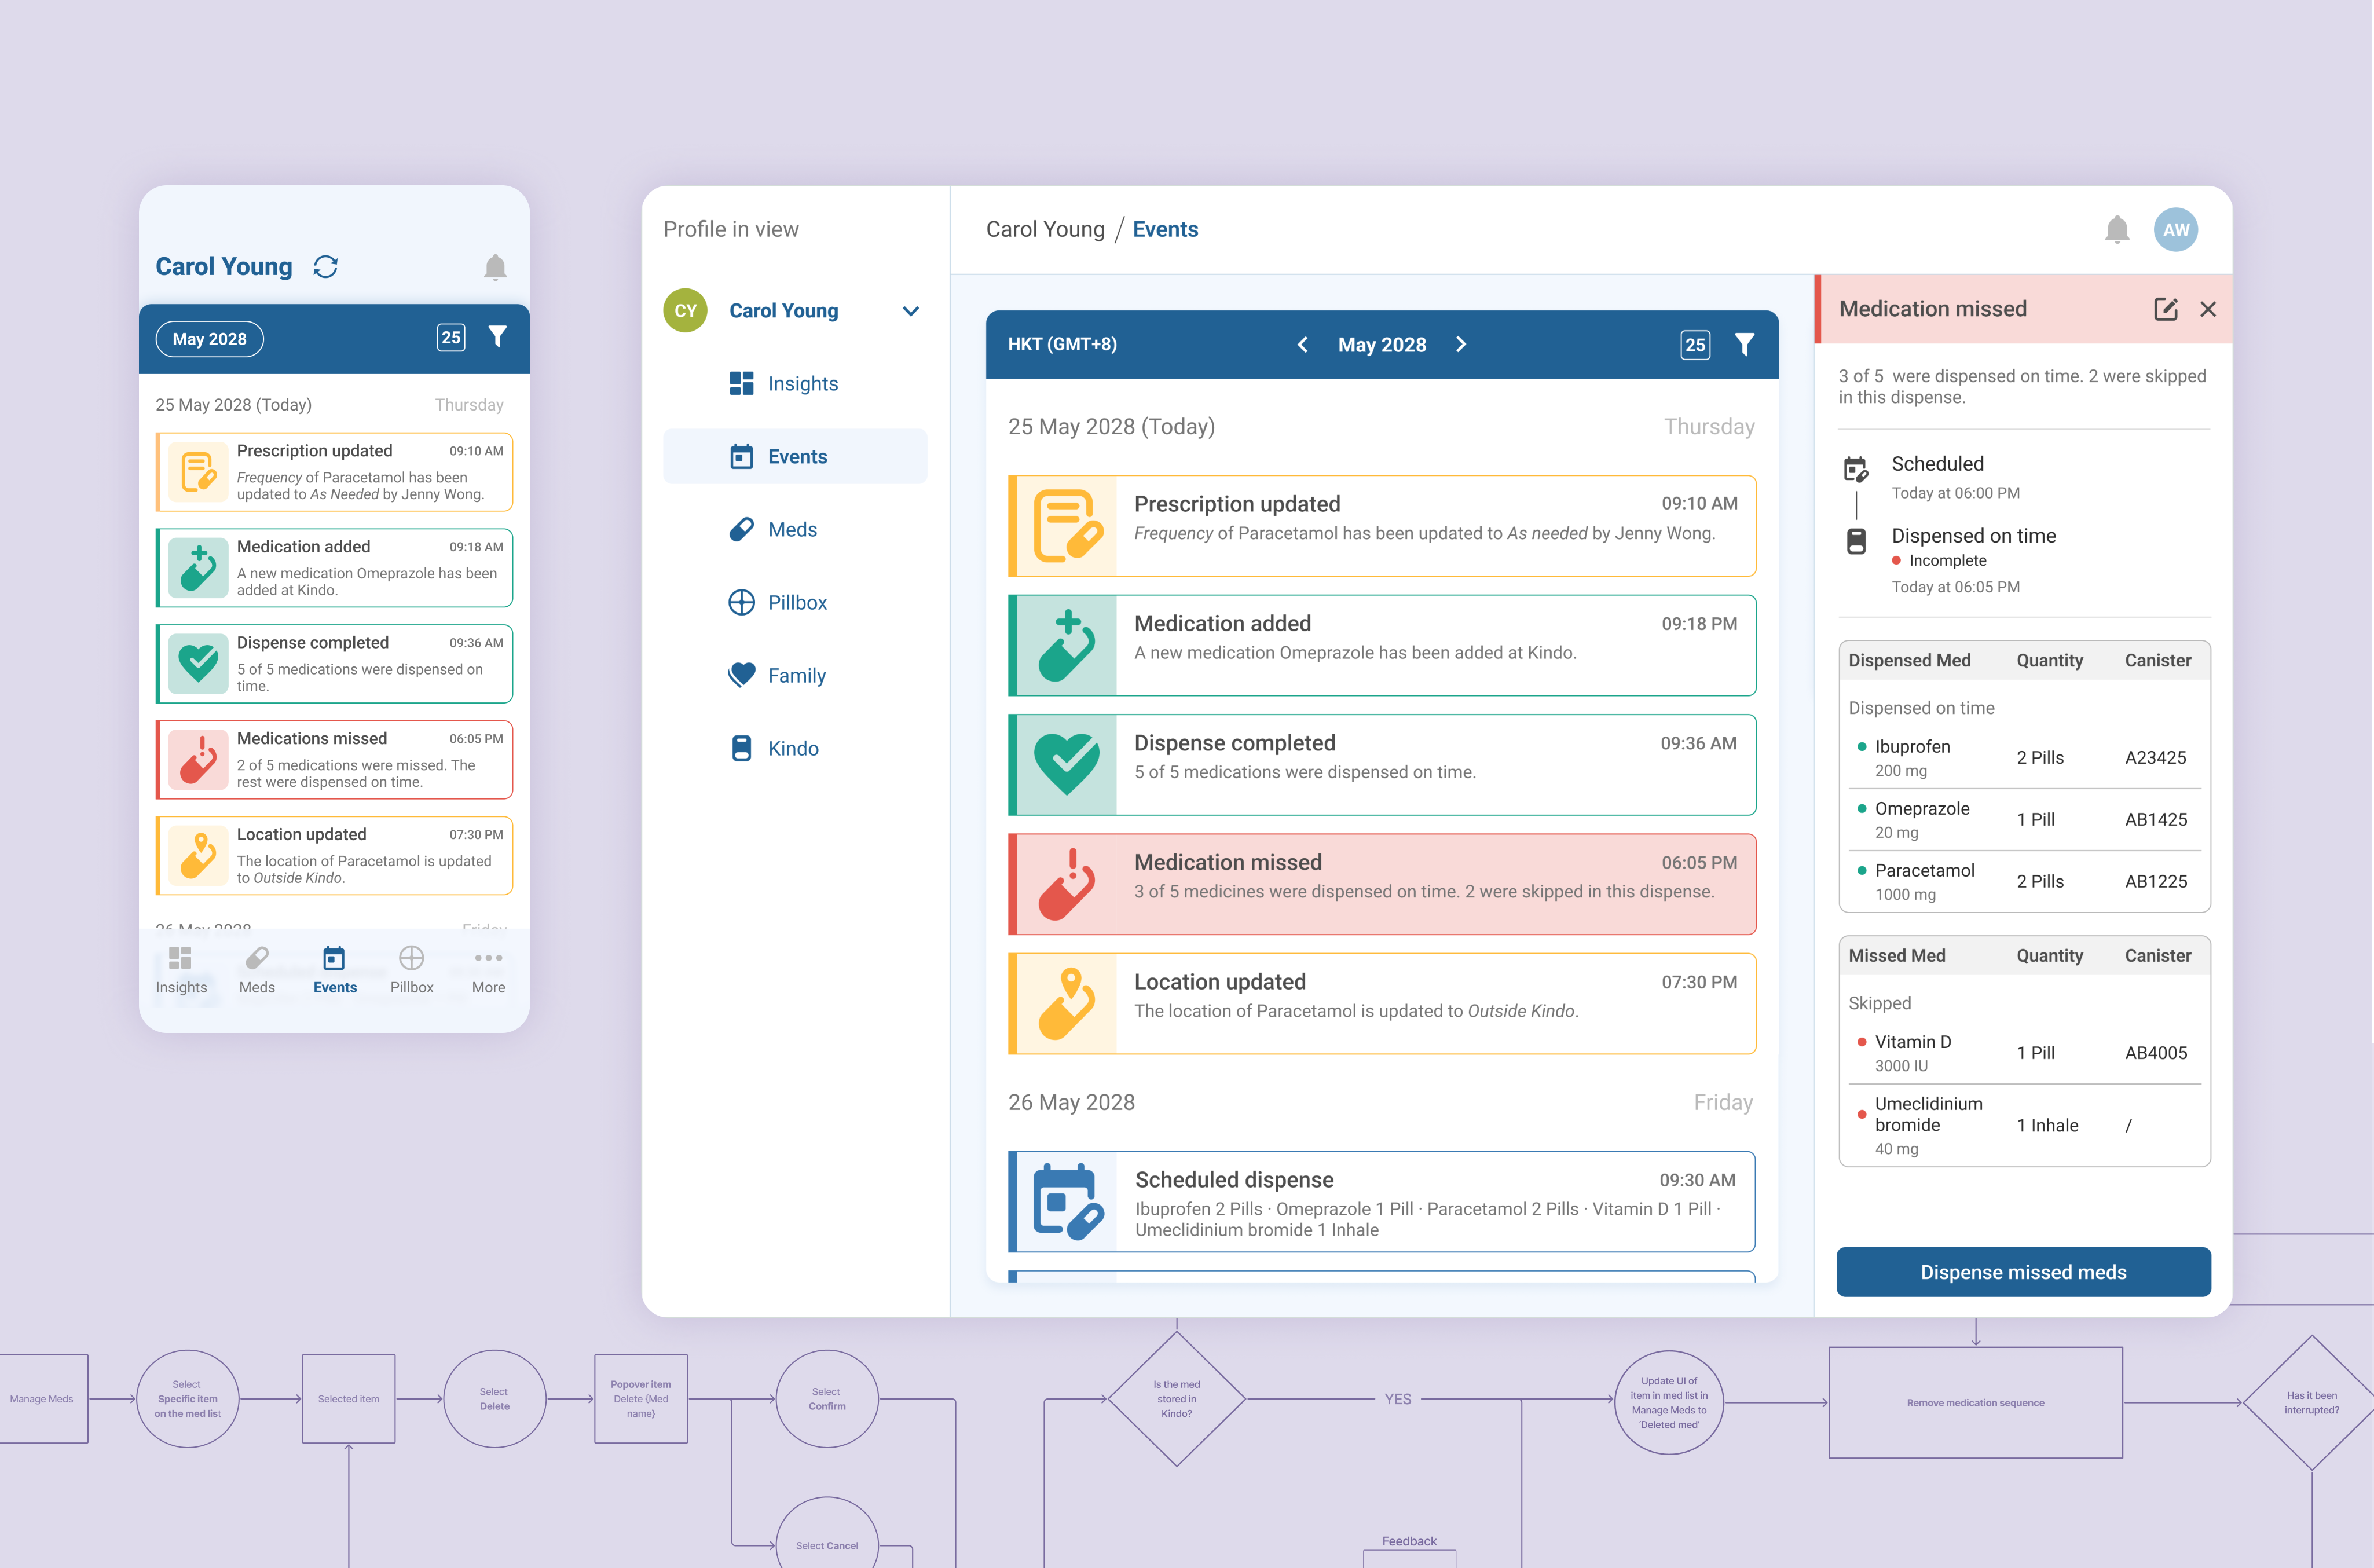 Carol Young
May 2028
25
25 May 2028 (Today)
Thursday
Prescription updated
09:10 AM
Frequency of Paracetamol has been
updated to As Needed by Jenny Wong.
Medication added
09:18 AM
A new medication Omeprazole has been
added at Kindo.
Dispense completed
09:36 AM
5 of 5 medications were dispensed on
time.
Medications missed
06:05 PM
2 of 5 medications were missed. The
rest were dispensed on time.
Location updated
07:30 PM
The location of Paracetamol is updated
to Outside Kindo.
26 May 2028
Friday
Insights
Meds
Events
Pillbox
More
Profile in view
CY
Carol Young
Insights
Events
Meds
Pillbox
Family
Kindo
Carol Young / Events
AW
HKT (GMT+8)
May 2028
25
25 May 2028 (Today)
Thursday
Prescription updated
09:10 AM
Frequency of Paracetamol has been updated to As needed by Jenny Wong.
Medication added
09:18 PM
A new medication Omeprazole has been added at Kindo.
Dispense completed
09:36 AM
5 of 5 medications were dispensed on time.
Medication missed
06:05 PM
3 of 5 medicines were dispensed on time. 2 were skipped in this dispense.
Location updated
07:30 PM
The location of Paracetamol is updated to Outside Kindo.
26 May 2028
Friday
Scheduled dispense
09:30 AM
Ibuprofen 2 Pills · Omeprazole 1 Pill · Paracetamol 2 Pills · Vitamin D 1 Pill ·
Umeclidinium bromide 1 Inhale
Medication missed
3 of 5 were dispensed on time. 2 were skipped
in this dispense.
Scheduled
Today at 06:00 PM
Dispensed on time
Incomplete
Today at 06:05 PM
Dispensed Med Quantity Canister
Dispensed on time
Ibuprofen
200 mg
2 Pills
A23425
Omeprazole
20 mg
1 Pill
AB1425
Paracetamol
1000 mg
2 Pills
AB1225
Missed Med Quantity Canister
Skipped
Vitamin D
3000 IU
1 Pill
AB4005
Umeclidinium
bromide
40 mg
1 Inhale
/
Dispense missed meds
Manage Meds
Select
Specific item
on the med list
Selected item
Select
Delete
Popover item
Delete {Med
name}
Select
Confirm
Select Cancel
Is the med
stored in
Kindo?
YES
Feedback
Update UI of
item in med list in
Manage Meds to
'Deleted med'
Remove medication sequence
Has it been
interrupted?